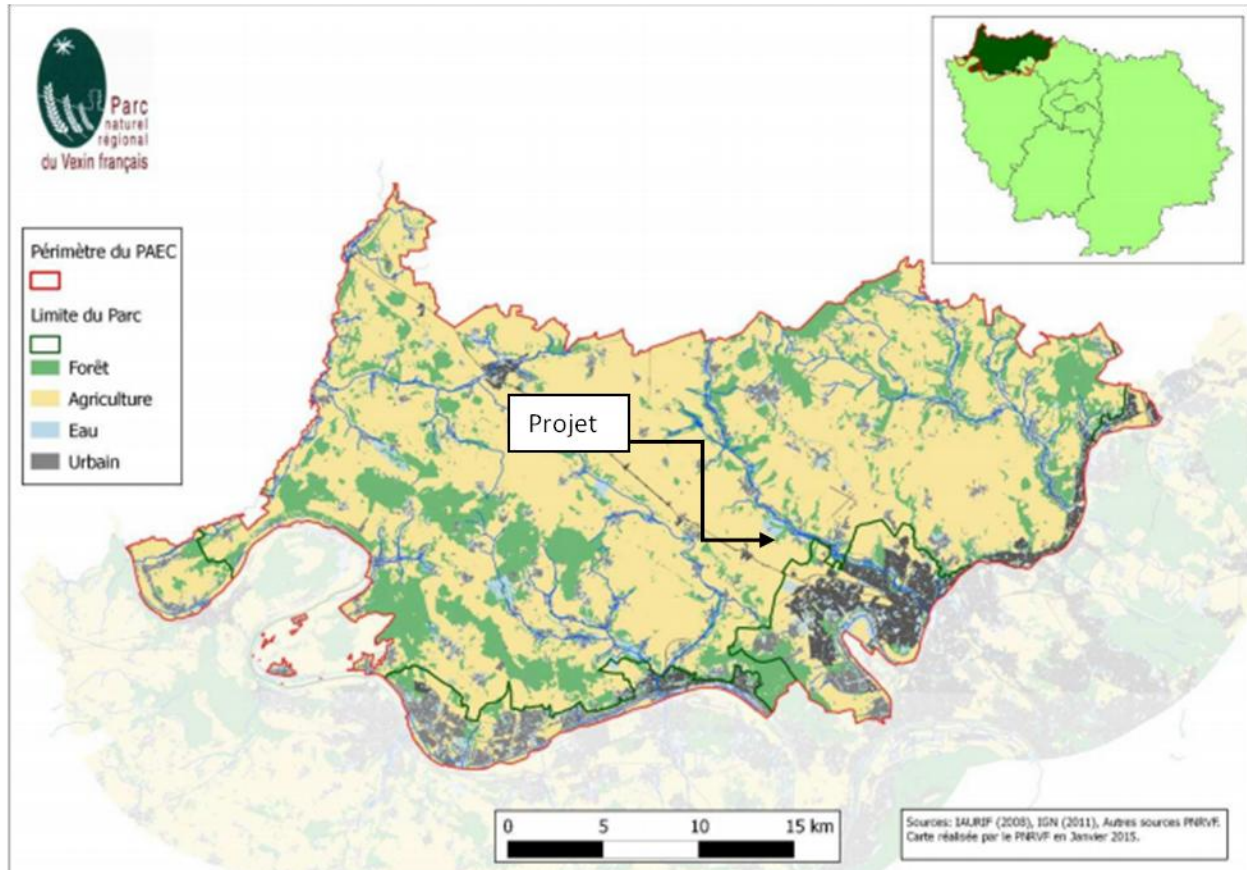 Parc
naturel
régional
du Vexin français
Périmètre du PAEC
Limite du Parc
Forêt
Agriculture
Eau
Urbain
Projet
0 5 10 15 km
Sources: IAURIF (2008), IGN (2011), Autres sources PNRVF.
Carte réalisée par le PNRVF en Janvier 2015.